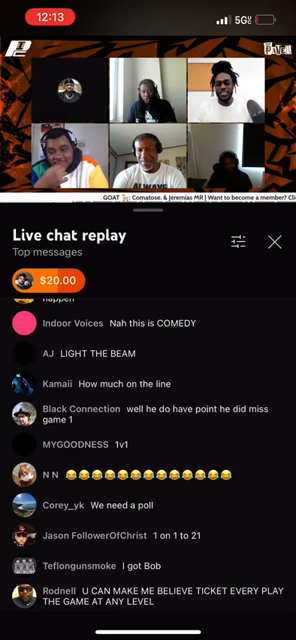 12:13
5G
P
12
PAVEL
ALWAYS
GOAT 🐐: Comatose, & Jeremias MR | Want to become a member? Cli
Live chat replay
Top messages
$20.00
happen
Indoor Voices Nah this is COMEDY
AJ LIGHT THE BEAM
Kamaii How much on the line
Black Connection well he do have point he did miss
game 1
MYGOODNESS 1v1
N N 😂😂😂😂😂😂😂😂😂😂😂😂😂
Corey_yk We need a poll
Jason FollowerOfChrist 1 on 1 to 21
Teflongunsmoke I got Bob
Rodnell U CAN MAKE ME BELIEVE TICKET EVERY PLAY
THE GAME AT ANY LEVEL